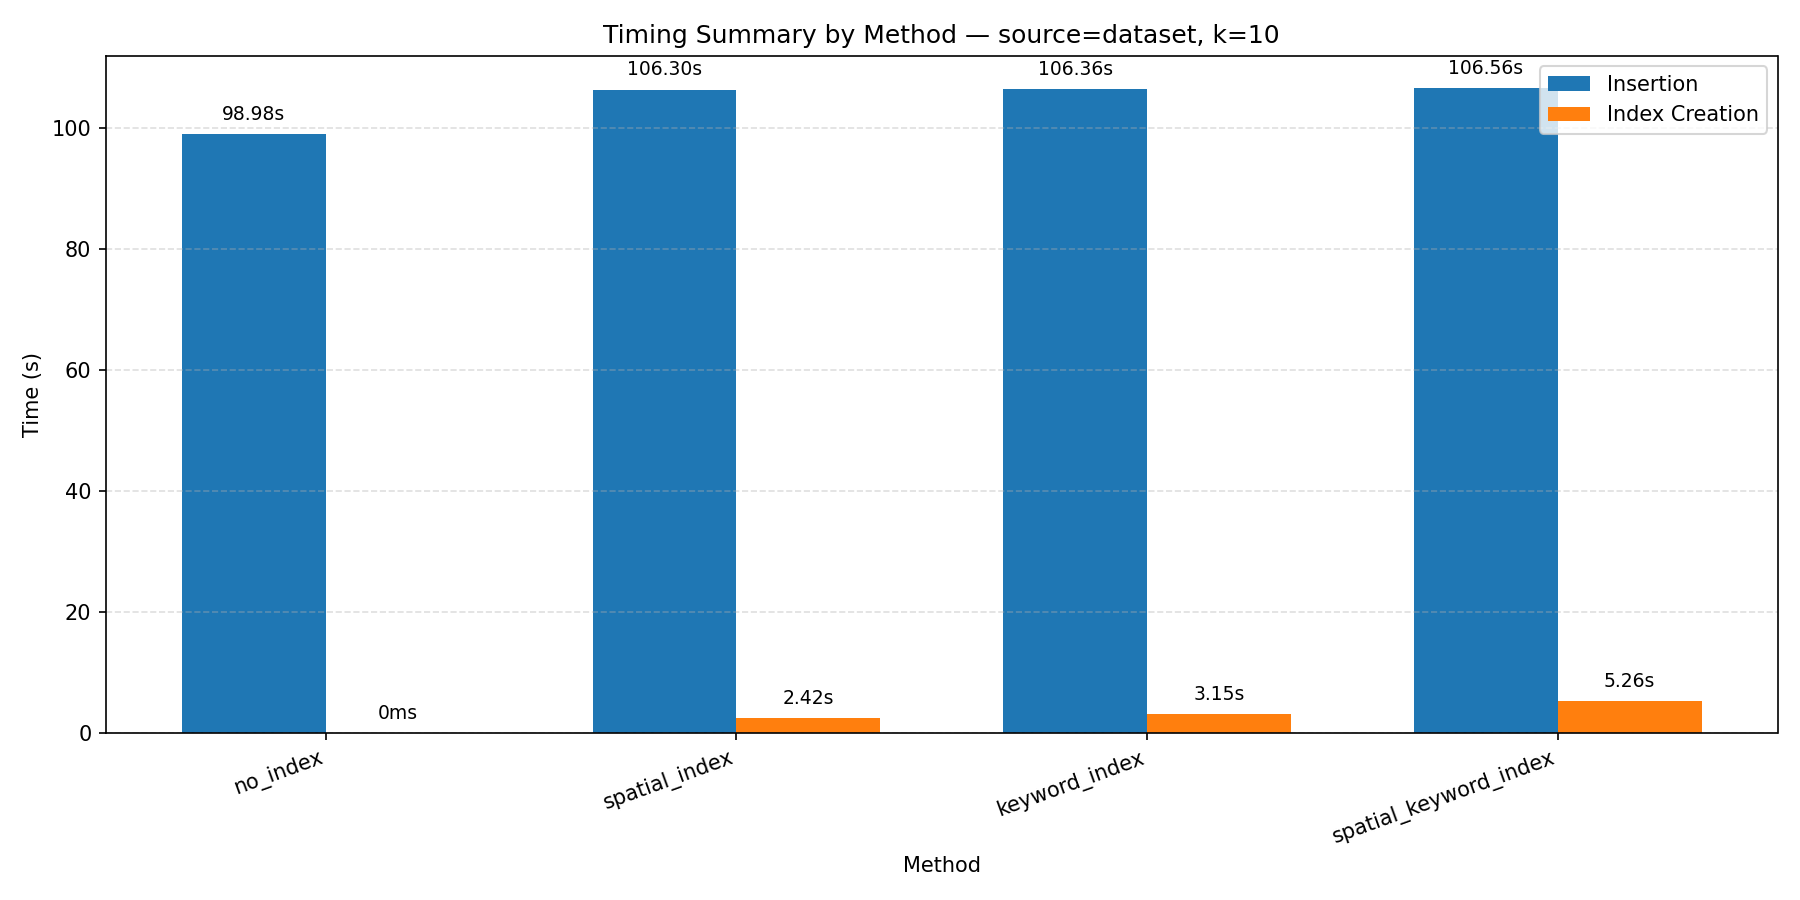 Timing Summary by Method — source=dataset, k=10
Insertion
Index Creation
98.98s
106.30s
106.36s
106.56s
0ms
2.42s
3.15s
5.26s
Time (s)
100
80
60
40
20
0
no_index
spatial_index
keyword_index
spatial_keyword_index
Method